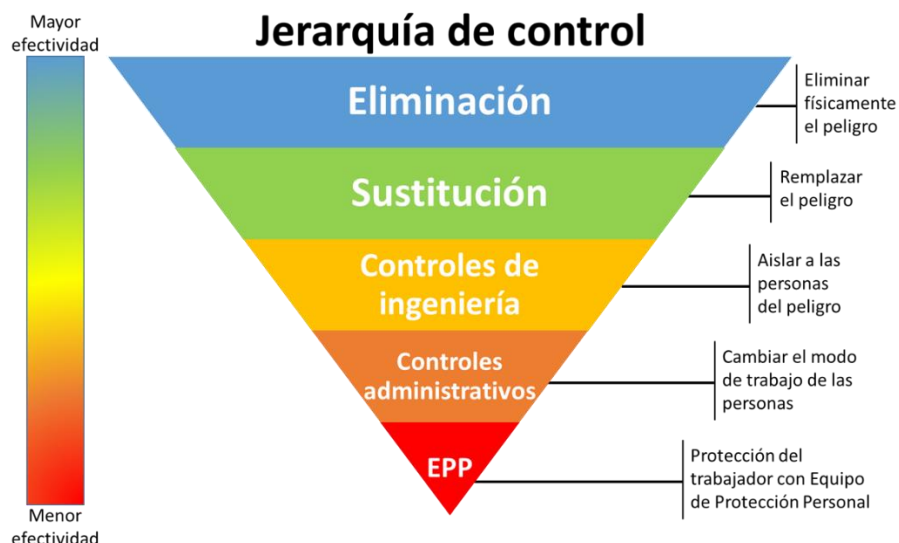 Mayor
efectividad
Jerarquía de control
Eliminación
Eliminar
físicamente
el peligro
Sustitución
Remplazar
el peligro
Controles de
ingeniería
Aislar a las
personas
del peligro
Controles
administrativos
Cambiar el modo
de trabajo de las
personas
EPP
Protección del
trabajador con Equipo
de Protección Personal
Menor
efectividad